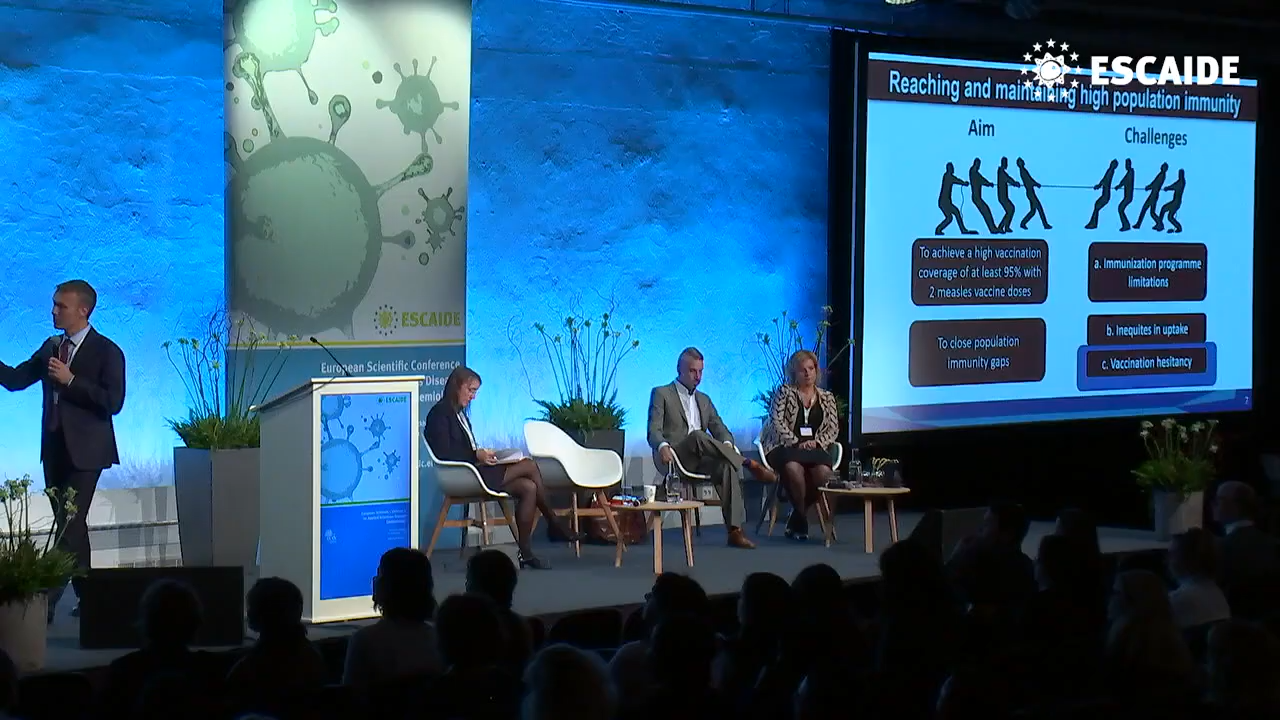 ESCAIDE
Reaching and maintaining high population immunity
Aim
Challenges
To achieve a high vaccination
coverage of at least 95% with
2 measles vaccine doses
To close population
immunity gaps
a. Immunization programme
limitations
b. Inequites in uptake
c. Vaccination hesitancy
7
ESCAIDE
European Scientific Conference
ESCAIDE